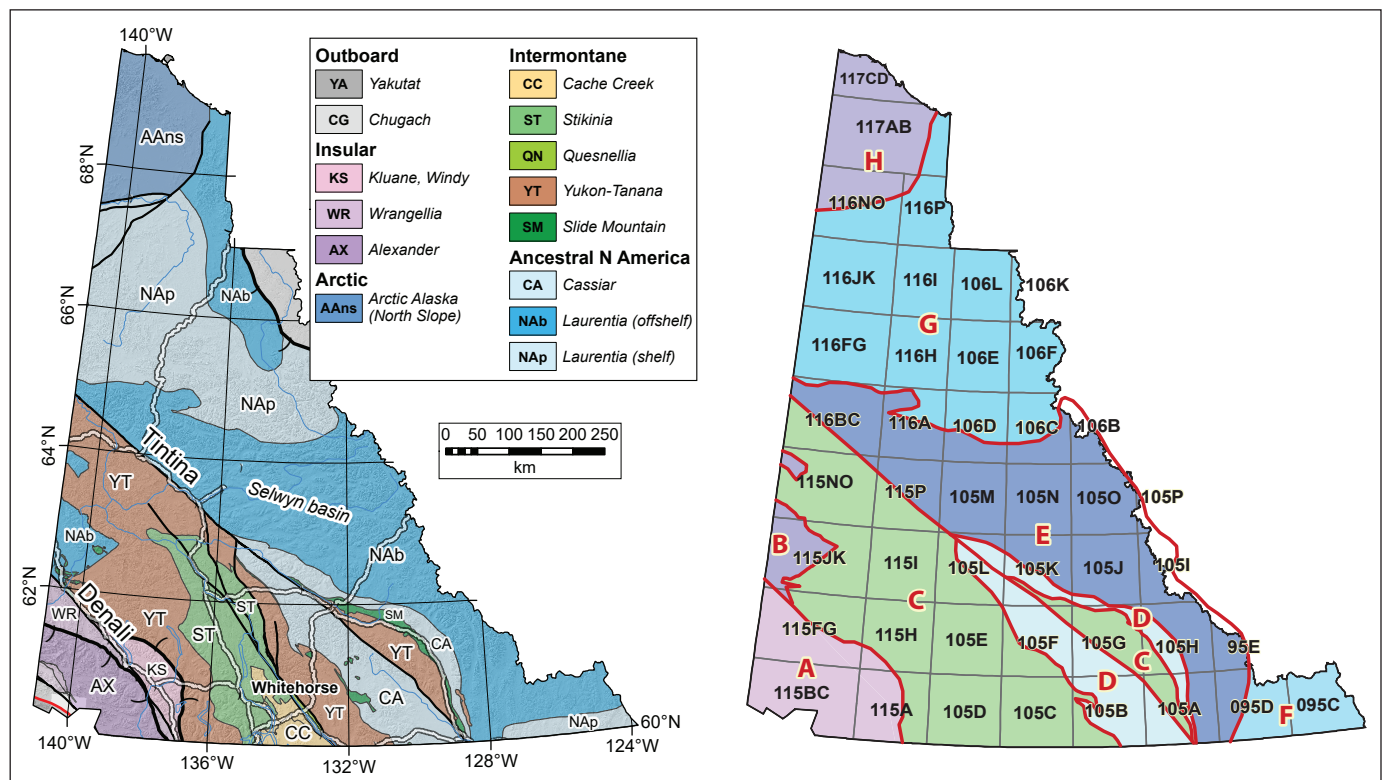 140°W
68°N
66°N
64°N
62°N
60°N
140°W
136°W
132°W
128°W
124°W
AAns
NAp
NAb
NAp
Tintina
Selwyn basin
YT
NAb
NAb
Denali
WR
YT
ST
ST
SM
CA
YT
KS
AX
Whitehorse
CA
YT
CC
NAp
Outboard
YA Yakutat
CG Chugach
Insular
KS Kluane, Windy
WR Wrangellia
AX Alexander
Arctic
AAns Arctic Alaska
(North Slope)
Intermontane
CC Cache Creek
ST Stikinia
QN Quesnellia
YT Yukon-Tanana
SM Slide Mountain
Ancestral N America
CA Cassiar
NAb Laurentia (offshelf)
NAp Laurentia (shelf)
0 50 100 150 200 250
km
117CD
117AB
H
116NO 116P
116JK 116I 106L 106K
G
116FG 116H 106E 106F
116BC 116A 106D 106C 106B
115NO 115P 105M 105N 105O 105P
E
B 115JK 115I 105L 105K 105J 105I
C
D
115FG 115H 105E 105F 105G 105H 95E
C
A
D
115BC 115A 105D 105C 105B 105A 095D F 095C